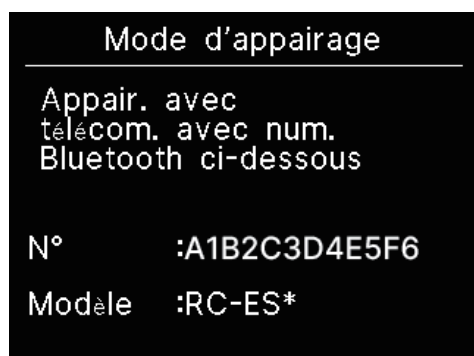 Mode d'appairage
Appair. avec
télécom. avec num.
Bluetooth ci-dessous
N° :A1B2C3D4E5F6
Modèle :RC-ES*